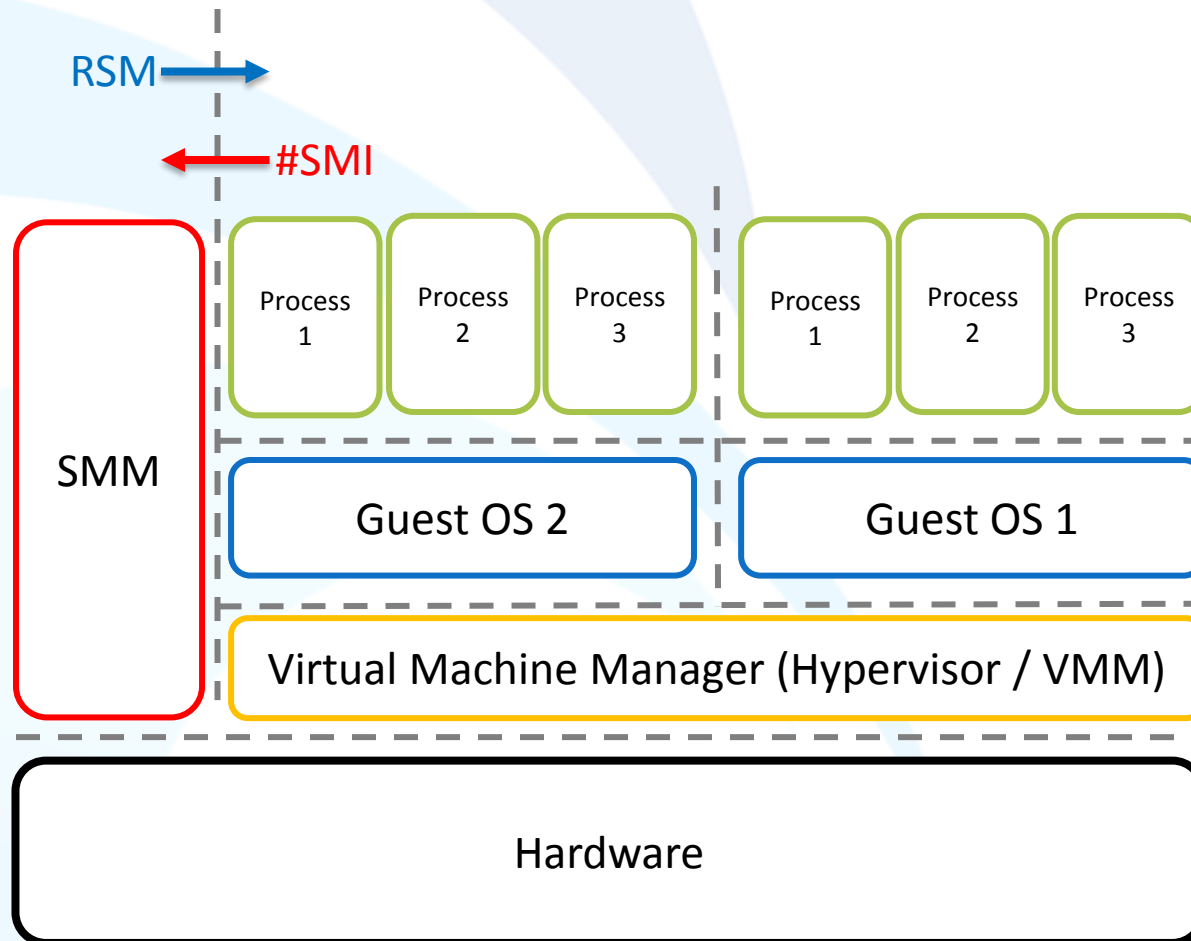 RSM
#SMI
SMM
Process
1
Process
2
Process
3
Process
1
Process
2
Process
3
Guest OS 2
Guest OS 1
Virtual Machine Manager (Hypervisor / VMM)
Hardware